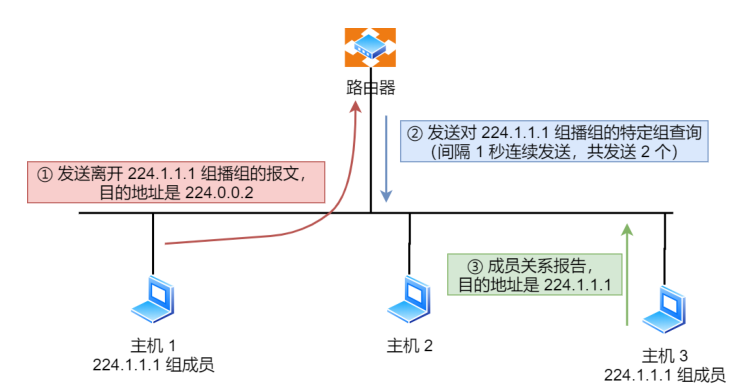 路由器
② 发送对 224.1.1.1 组播组的特定组查询
（间隔 1 秒连续发送，共发送 2 个）
① 发送离开 224.1.1.1 组播组的报文，
目的地址是 224.0.0.2
③ 成员关系报告，
目的地址是 224.1.1.1
主机 1
224.1.1.1 组成员
主机 2
主机 3
224.1.1.1 组成员